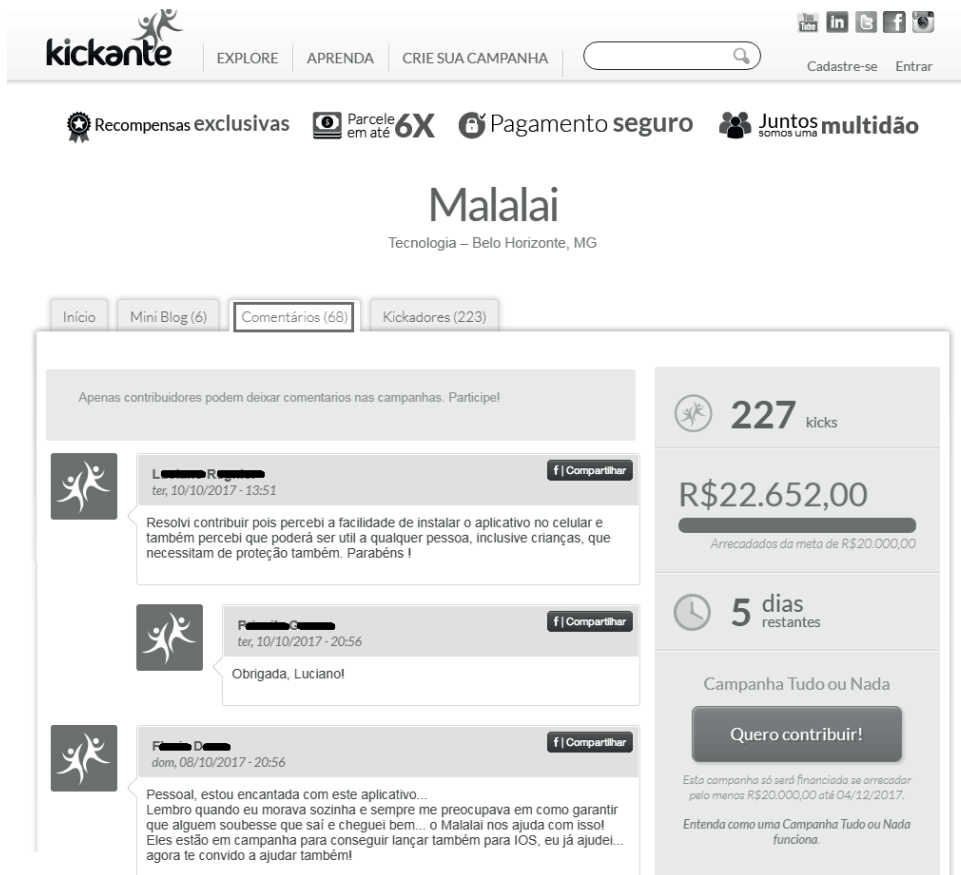 kickante
EXPLORE
APRENDA
CRIE SUA CAMPANHA
You
Tube
in
f
Cadastre-se
Entrar
Recompensas exclusivas
Parcele
em até 6X
Pagamento seguro
Juntos
somos uma multidão
Malalai
Tecnologia – Belo Horizonte, MG
Início
Mini Blog (6)
Comentários (68)
Kickadores (223)
Apenas contribuidores podem deixar comentarios nas campanhas. Participe!
f | Compartilhar
ter, 10/10/2017 - 13:51
Resolvi contribuir pois percebi a facilidade de instalar o aplicativo no celular e
também percebi que poderá ser util a qualquer pessoa, inclusive crianças, que
necessitam de proteção também. Parabéns !
f | Compartilhar
ter, 10/10/2017 - 20:56
Obrigada, Luciano!
f | Compartilhar
dom, 08/10/2017 - 20:56
Pessoal, estou encantada com este aplicativo...
Lembro quando eu morava sozinha e sempre me preocupava em como garantir
que alguem soubesse que saí e cheguei bem... o Malalai nos ajuda com isso!
Eles estão em campanha para conseguir lançar também para IOS, eu já ajudei...
agora te convido a ajudar também!
227 kicks
R$22.652,00
Arrecadados da meta de R$20.000,00
5 dias
restantes
Campanha Tudo ou Nada
Quero contribuir!
Esta campanha só será financiada se arrecadar
pelo menos R$20.000,00 até 04/12/2017.
Entenda como uma Campanha Tudo ou Nada
funciona.